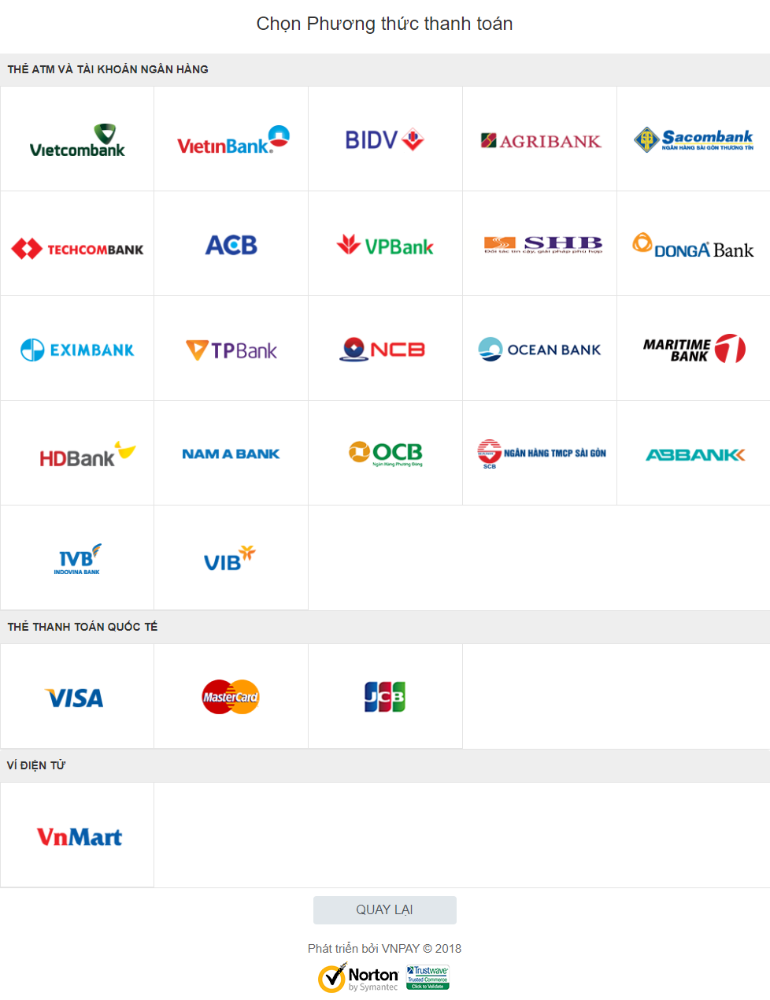 Chọn Phương thức thanh toán
THẺ ATM VÀ TÀI KHOẢN NGÂN HÀNG
Vietcombank
VietinBank
BIDV
AGRIBANK
Sacombank
NGÂN HÀNG SÀI GÒN THƯƠNG TÍN
TECHCOMBANK
ACB
VPBank
SHB
Đối tác tin cậy, giải pháp phù hợp
DONGA Bank
EXIMBANK
TPBank
NCB
OCEAN BANK
MARITIME
BANK
HDBank
NAM A BANK
OCB
Ngân Hàng Phương Đông
NGÂN HÀNG TMCP SÀI GÒN
SCB
ABBANK
IVB
INDOVINA BANK
VIB
THẺ THANH TOÁN QUỐC TẾ
VISA
MasterCard
JCB
VÍ ĐIỆN TỬ
VnMart
QUAY LẠI
Phát triển bởi VNPAY © 2018
Norton
by Symantec
Trustwave
Trusted Commerce
Click to Validate